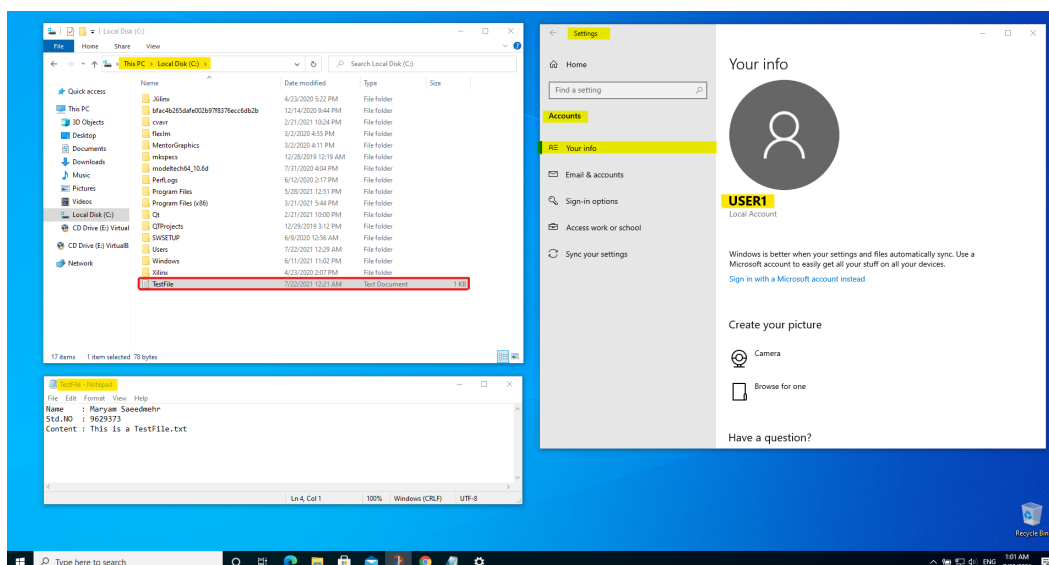 Local Disk (C:)
File Home Share View
This PC > Local Disk (C:) >
Search Local Disk (C:)
Name Date modified Type Size
Quick access
This PC
3D Objects
Desktop
Documents
Downloads
Music
Pictures
Videos
Local Disk (C:)
CD Drive (E:) Virtual
CD Drive (E:) VirtualB
Network
.Xilinx 4/23/2020 5:22 PM File folder
bfac4b265dafe002b97f8376ecc6db2b 12/14/2020 9:44 PM File folder
cvavr 2/21/2021 10:24 PM File folder
flexlm 3/2/2020 4:55 PM File folder
MentorGraphics 3/2/2020 4:11 PM File folder
mkspecs 12/28/2019 12:19 AM File folder
modeltech64_10.6d 7/31/2020 4:04 PM File folder
PerfLogs 6/12/2020 2:17 PM File folder
Program Files 5/28/2021 12:51 PM File folder
Program Files (x86) 3/21/2021 5:44 PM File folder
Qt 2/21/2021 10:00 PM File folder
QTProjects 12/29/2019 3:12 PM File folder
SWSETUP 6/9/2020 12:56 AM File folder
Users 7/22/2021 12:29 AM File folder
Windows 6/11/2021 11:02 PM File folder
Xilinx 4/23/2020 2:07 PM File folder
TestFile 7/22/2021 12:21 AM Text Document 1 KB
17 items 1 item selected 78 bytes
TestFile - Notepad
File Edit Format View Help
Name : Maryam Saeedmehr
Std.NO : 9629373
Content : This is a TestFile.txt
Ln 4, Col 1 100% Windows (CRLF) UTF-8
Settings
Home
Find a setting
Accounts
Your info
Email & accounts
Sign-in options
Access work or school
Sync your settings
Your info
USER1
Local Account
Windows is better when your settings and files automatically sync. Use a
Microsoft account to easily get all your stuff on all your devices.
Sign in with a Microsoft account instead
Create your picture
Camera
Browse for one
Have a question?
Recycle Bin
Type here to search
ENG
1:01 AM